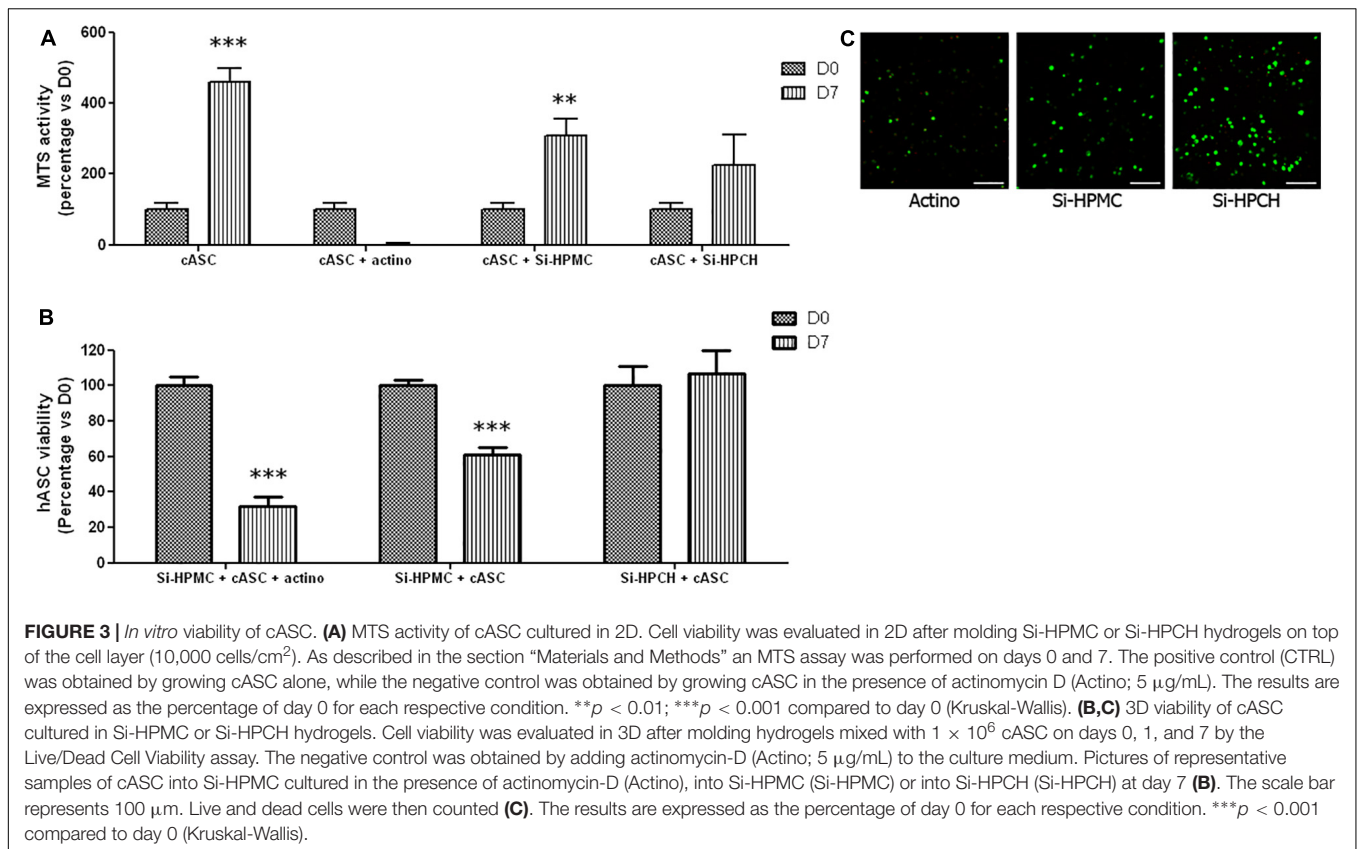 A
600
400
200
0
MTS activity
(percentage vs D0)
***
**
D0
D7
cASC
cASC + actino
cASC + Si-HPMC
cASC + Si-HPCH
C
Actino
Si-HPMC
Si-HPCH
B
120
100
80
60
40
20
0
hASC viability
(Percentage vs D0)
***
***
D0
D7
Si-HPMC + cASC + actino
Si-HPMC + cASC
Si-HPCH + cASC
FIGURE 3 | In vitro viability of cASC. (A) MTS activity of cASC cultured in 2D. Cell viability was evaluated in 2D after molding Si-HPMC or Si-HPCH hydrogels on top
of the cell layer (10,000 cells/cm²). As described in the section “Materials and Methods” an MTS assay was performed on days 0 and 7. The positive control (CTRL)
was obtained by growing cASC alone, while the negative control was obtained by growing cASC in the presence of actinomycin D (Actino; 5 μg/mL). The results are
expressed as the percentage of day 0 for each respective condition. **p < 0.01; ***p < 0.001 compared to day 0 (Kruskal-Wallis). (B,C) 3D viability of cASC
cultured in Si-HPMC or Si-HPCH hydrogels. Cell viability was evaluated in 3D after molding hydrogels mixed with 1 × 10⁶ cASC on days 0, 1, and 7 by the
Live/Dead Cell Viability assay. The negative control was obtained by adding actinomycin-D (Actino; 5 μg/mL) to the culture medium. Pictures of representative
samples of cASC into Si-HPMC cultured in the presence of actinomycin-D (Actino), into Si-HPMC (Si-HPMC) or into Si-HPCH (Si-HPCH) at day 7 (B). The scale bar
represents 100 μm. Live and dead cells were then counted (C). The results are expressed as the percentage of day 0 for each respective condition. ***p < 0.001
compared to day 0 (Kruskal-Wallis).